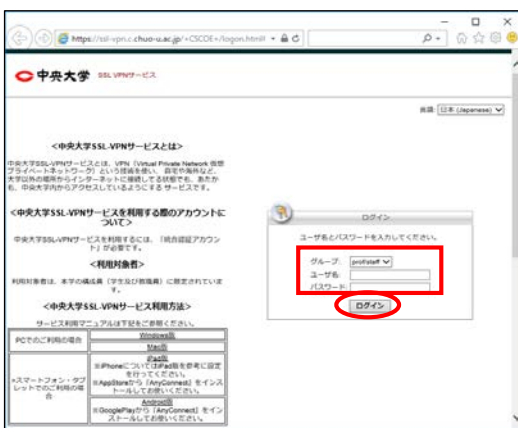 https://ssl-vpn.c.chuo-u.ac.jp/+CSCOE+/logon.html#
中央大学 SSL VPNサービス
言語: 日本 (Japanese)
<中央大学SSL-VPNサービスとは>
中央大学SSL-VPNサービスとは、VPN (Virtual Private Network 仮想
プライベートネットワーク) という技術を使い、自宅や海外など、
大学以外の場所からインターネットに接続してる状態でも、あたか
も、中央大学内からアクセスしているようにする サービスです。
<中央大学SSL-VPNサービスを利用する際のアカウントに
ついて>
中央大学SSL-VPNサービスを利用するには、「統合認証アカウン
ト」が必要です。
<利用対象者>
利用対象者は、本学の構成員 (学生及び教職員) に限定されていま
す。
<中央大学SSL-VPNサービス利用方法>
サービス利用マニュアルは下記をご参照ください。
PCでのご利用の場合
Windows版
Mac版
スマートフォン・タブ
レットでのご利用の場
合
iPad版
※iPhoneについてはiPad版を参考に設定
を行ってください。
※AppStoreから「AnyConnect」をインス
トールしてお使いください。
Android版
※GooglePlayから「AnyConnect」をイン
ストールしてお使いください。
ログイン
ユーザ名とパスワードを入力してください。
グループ: prof/staff
ユーザ名:
パスワード:
ログイン